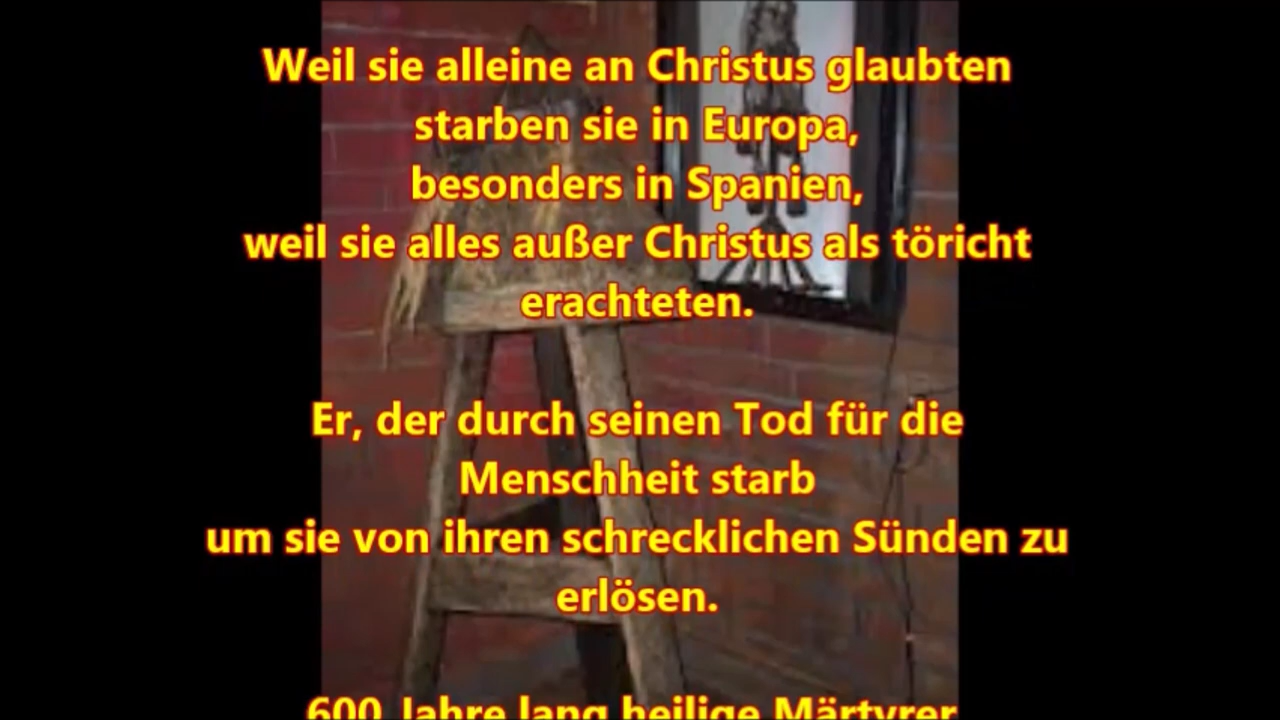 Weil sie alleine an Christus glaubten
starben sie in Europa,
besonders in Spanien,
weil sie alles außer Christus als töricht
erachteten.
Er, der durch seinen Tod für die
Menschheit starb
um sie von ihren schrecklichen Sünden zu
erlösen.
600 Jahre lang heilige Märtyrer